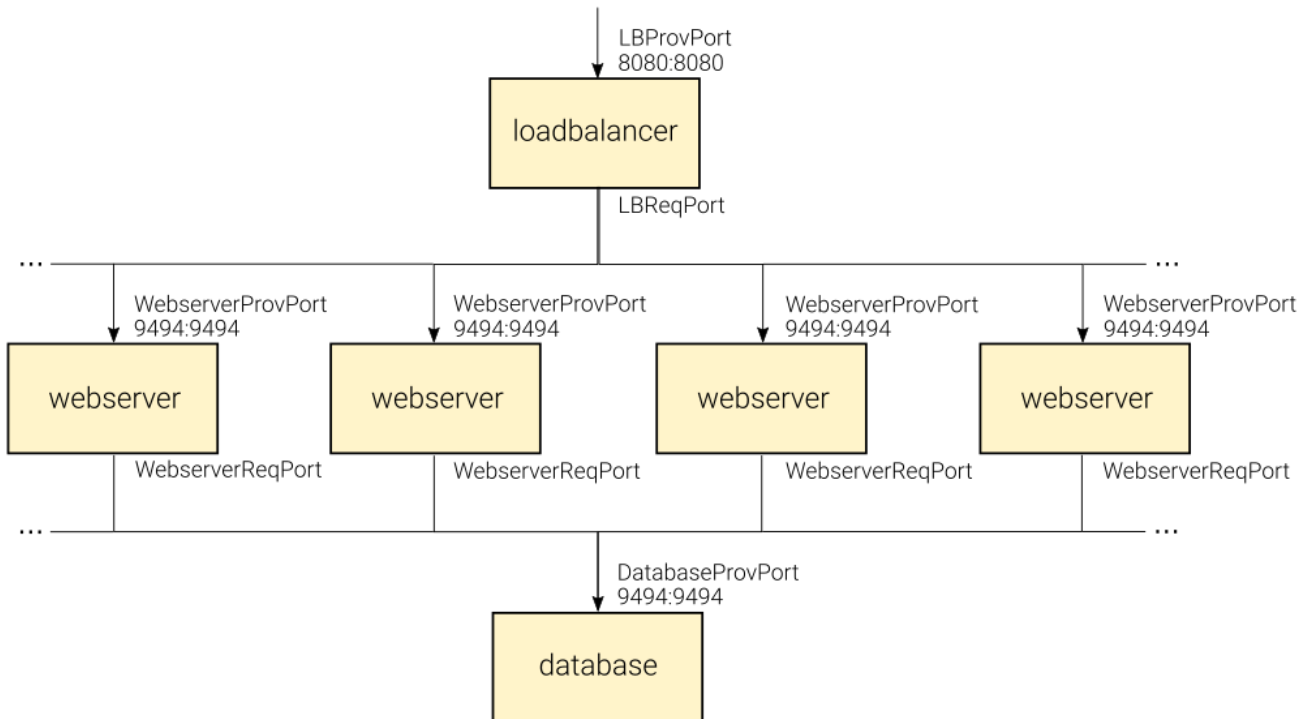 LBProvPort
8080:8080
loadbalancer
LBReqPort
... ...
WebserverProvPort WebserverProvPort WebserverProvPort WebserverProvPort
9494:9494 9494:9494 9494:9494 9494:9494
webserver webserver webserver webserver
WebserverReqPort WebserverReqPort WebserverReqPort WebserverReqPort
... ...
DatabaseProvPort
9494:9494
database